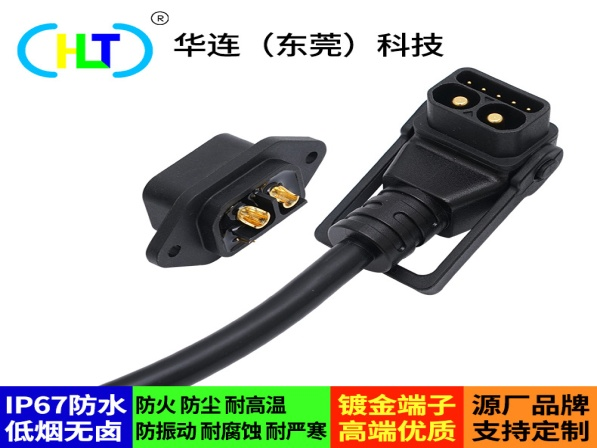 HLT®
华连（东莞）科技
IP67防水
低烟无卤
防火 防尘 耐高温
防振动 耐腐蚀 耐严寒
镀金端子
高端优质
源厂品牌
支持定制